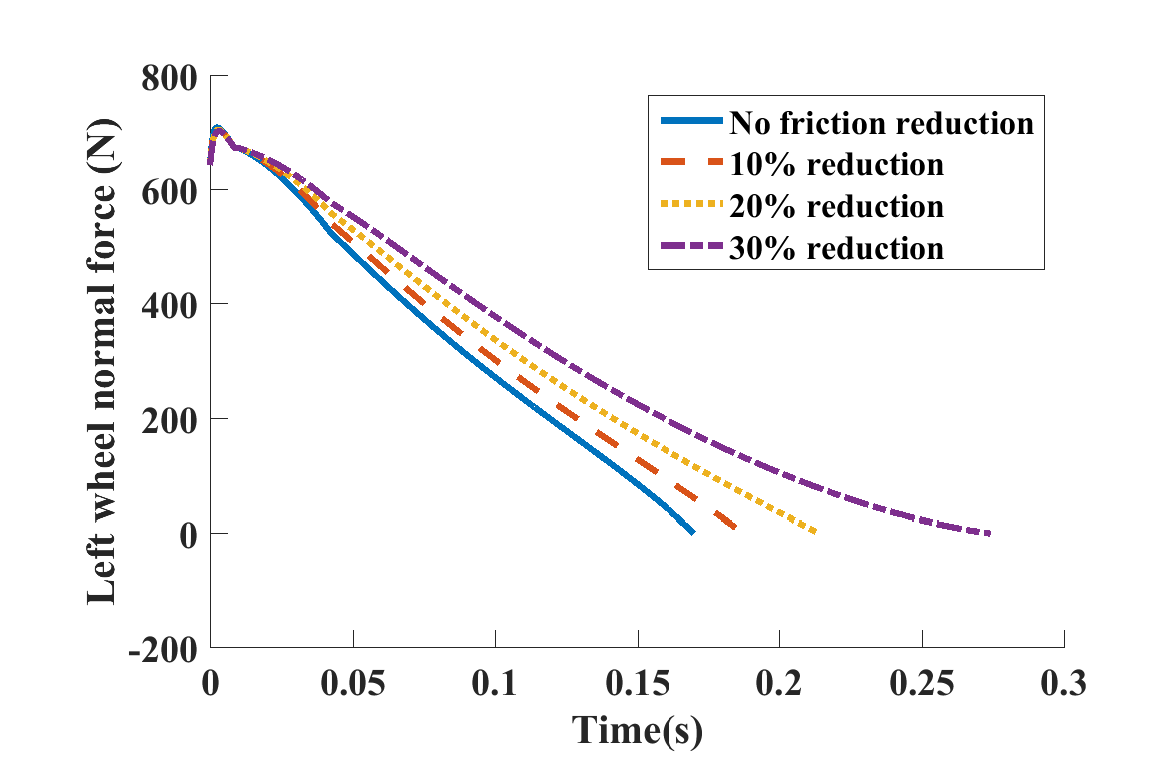 800
600
400
200
0
-200
0 0.05 0.1 0.15 0.2 0.25 0.3
Left wheel normal force (N)
Time(s)
No friction reduction
10% reduction
20% reduction
30% reduction